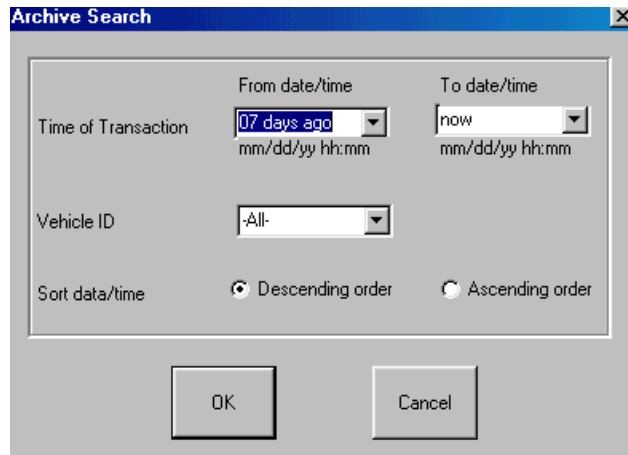 Archive Search
From date/time To date/time
Time of Transaction 07 days ago now
mm/dd/yy hh:mm mm/dd/yy hh:mm
Vehicle ID -All-
Sort data/time Descending order Ascending order
OK Cancel